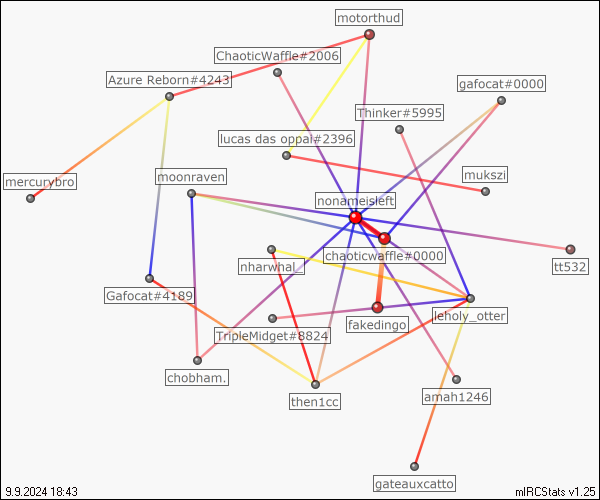 motorthud
ChaoticWaffle#2006
Azure Reborn#4243
gafocat#0000
Thinker#5995
lucas das oppai#2396
moonraven
mukszi
mercurybro
nonameisleft
chaoticwaffle#0000
nharwhal_
tt532
Gafocat#4189
leholy_otter
fakedingo
TripleMidget#8824
chobham.
amah1246
then1cc
gateauxcatto
9.9.2024 18:43
mIRCStats v1.25